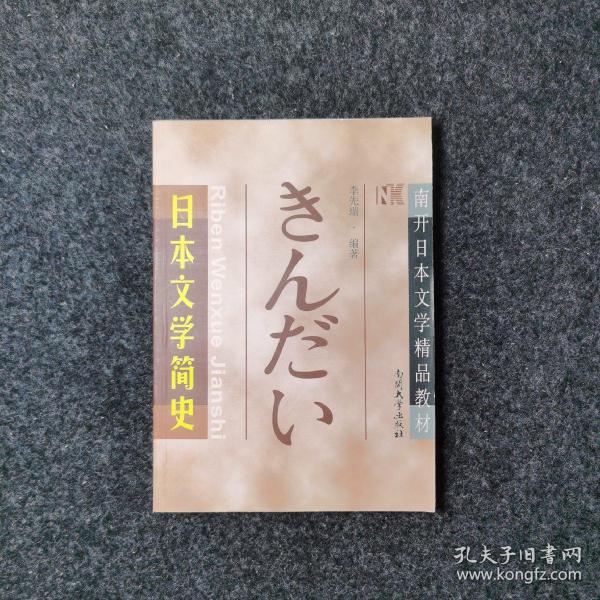 南开日本文学精品教材
NK
李先瑞·编著
南開大学出版社
きんだい
Riben Wenxue Jianshi
日本文学简史
孔夫子旧書网
www.kongfz.com